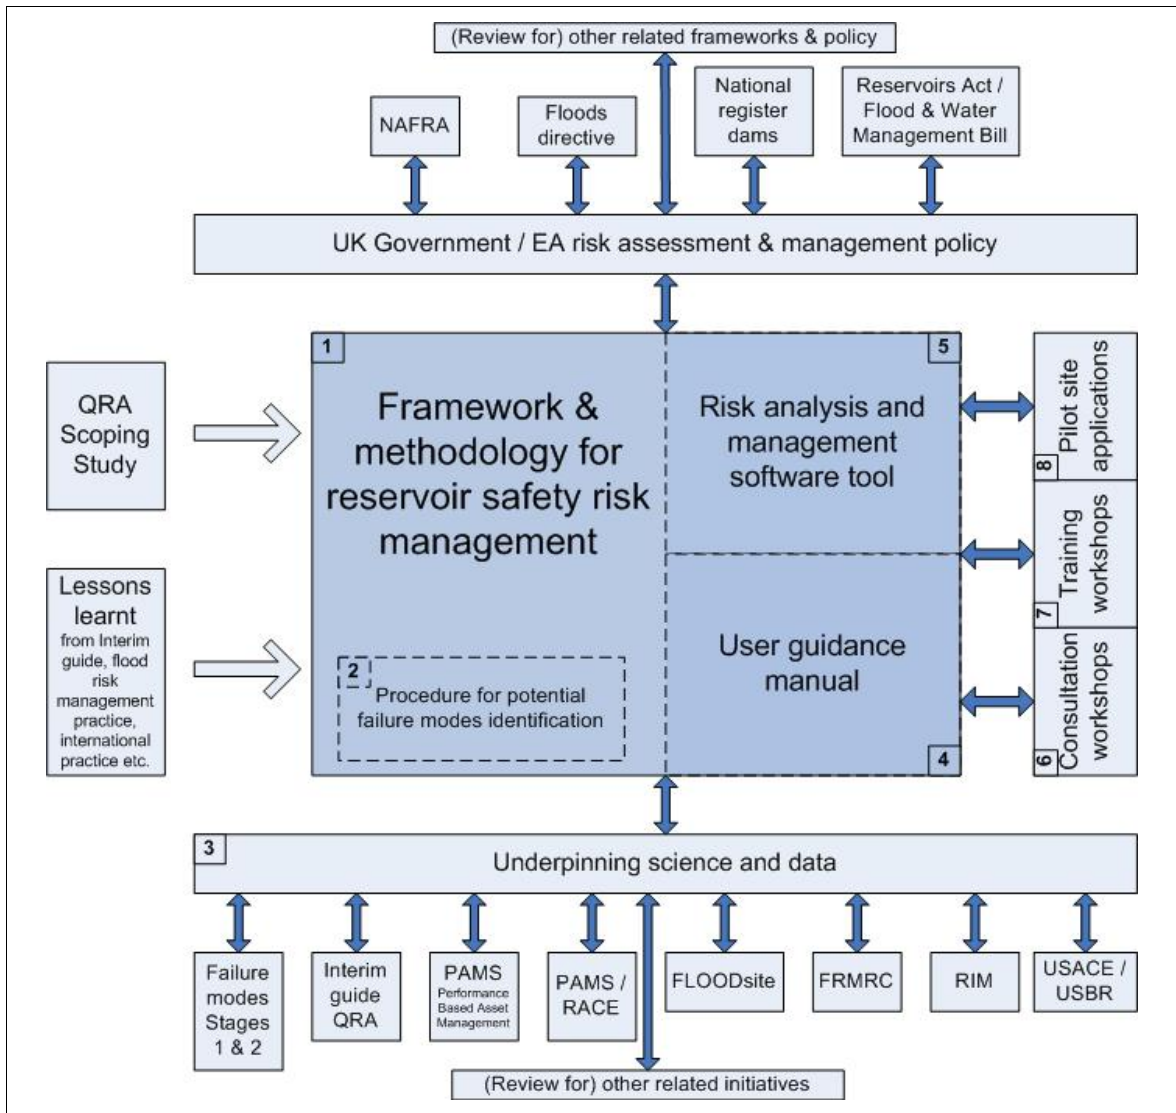 (Review for) other related frameworks & policy
NAFRA
Floods
directive
National
register
dams
Reservoirs Act /
Flood & Water
Management Bill
UK Government / EA risk assessment & management policy
QRA
Scoping
Study
Lessons
learnt
from Interim
guide, flood
risk
management
practice,
international
practice etc.
1
Framework &
methodology for
reservoir safety risk
management
2
Procedure for potential
failure modes identification
5
Risk analysis and
management
software tool
User guidance
manual
4
8
Pilot site
applications
7
Training
workshops
6
Consultation
workshops
3
Underpinning science and data
Failure
modes
Stages
1 & 2
Interim
guide
QRA
PAMS
Performance
Based Asset
Management
PAMS /
RACE
FLOODsite
FRMRC
RIM
USACE /
USBR
(Review for) other related initiatives